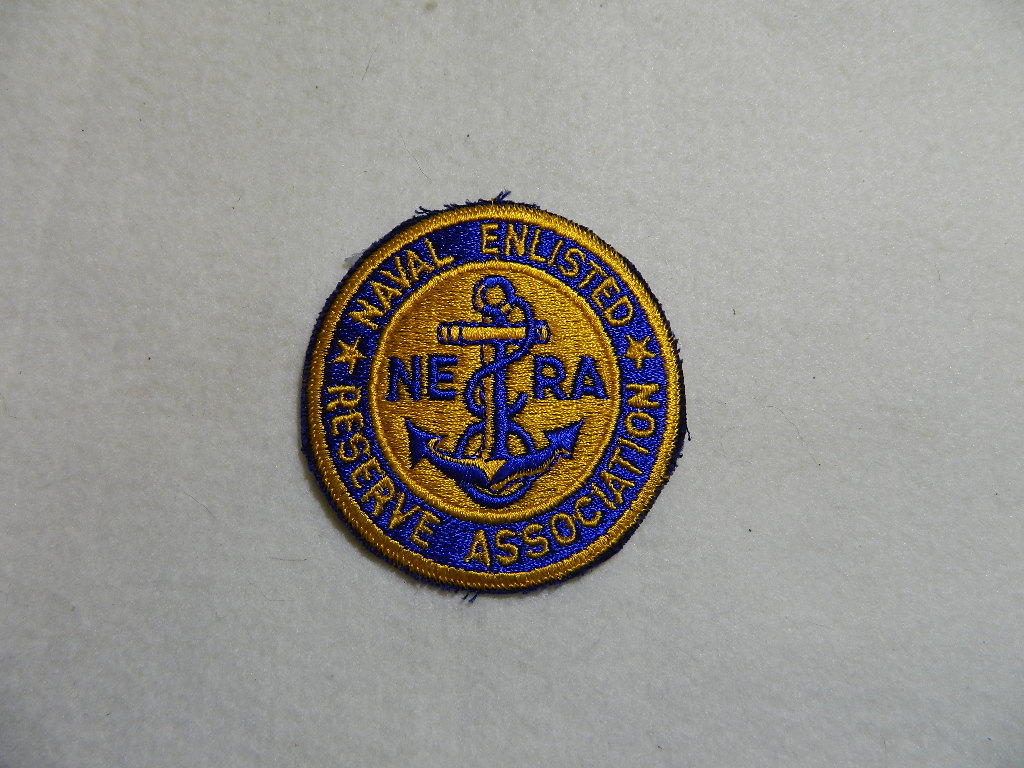 NAVAL ENLISTED
RESERVE ASSOCIATION
NE RA